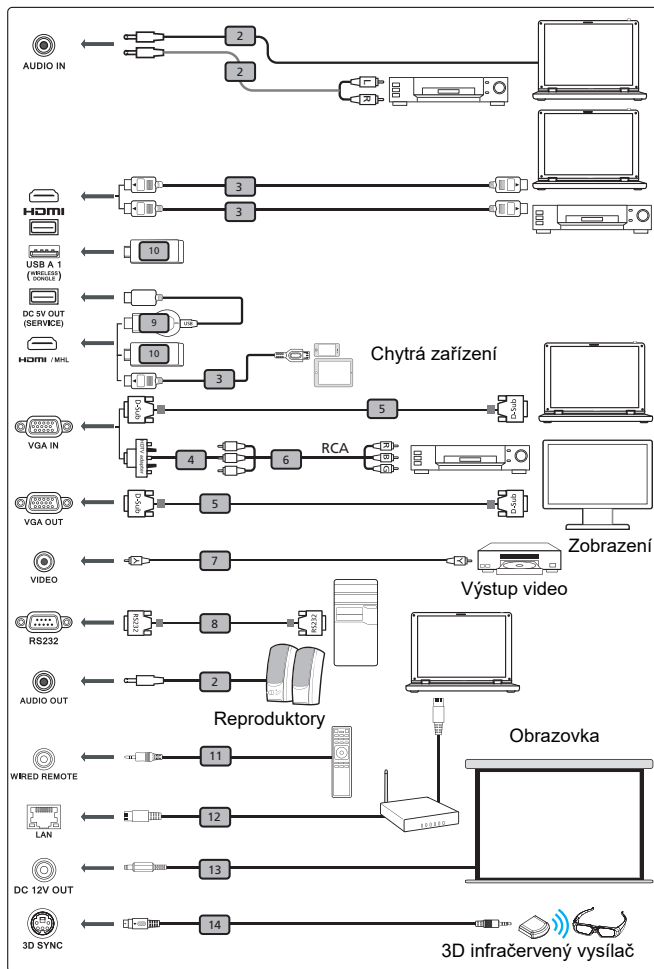 2
AUDIO IN
2
L
R
3
HDMI
3
USB A 1
(WIRELESS DONGLE)
10
DC 5V OUT
(SERVICE)
9
USB
10
HDMI / MHL
3
Chytrá zařízení
D-Sub
5
D-Sub
VGA IN
HDTV adapter
4
6
RCA
R
B
G
D-Sub
5
D-Sub
VGA OUT
Zobrazení
7
VIDEO
Výstup video
RS232
8
RS232
RS232
2
AUDIO OUT
Reproduktory
Obrazovka
11
WIRED REMOTE
12
LAN
13
DC 12V OUT
14
3D SYNC
3D infračervený vysílač